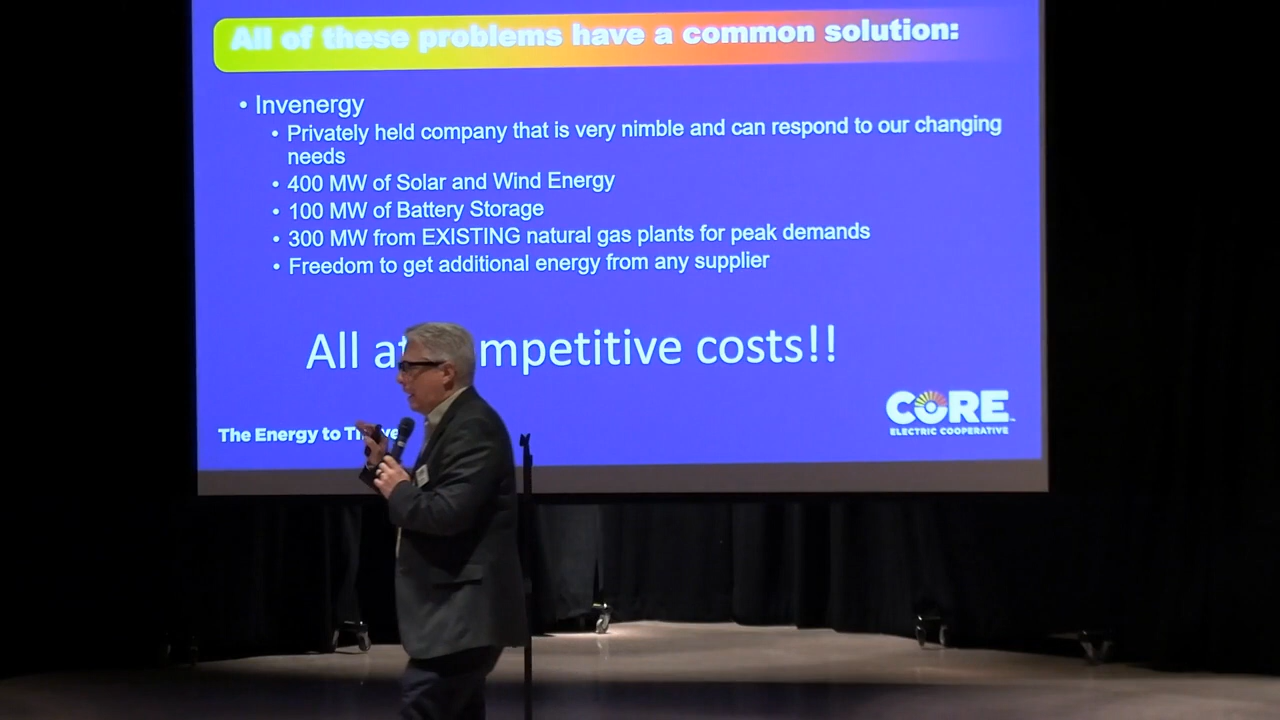 All of these problems have a common solution:
• Invenergy
• Privately held company that is very nimble and can respond to our changing
needs
• 400 MW of Solar and Wind Energy
• 100 MW of Battery Storage
• 300 MW from EXISTING natural gas plants for peak demands
• Freedom to get additional energy from any supplier
All at mpetitive costs!!
The Energy to
CORE
ELECTRIC COOPERATIVE